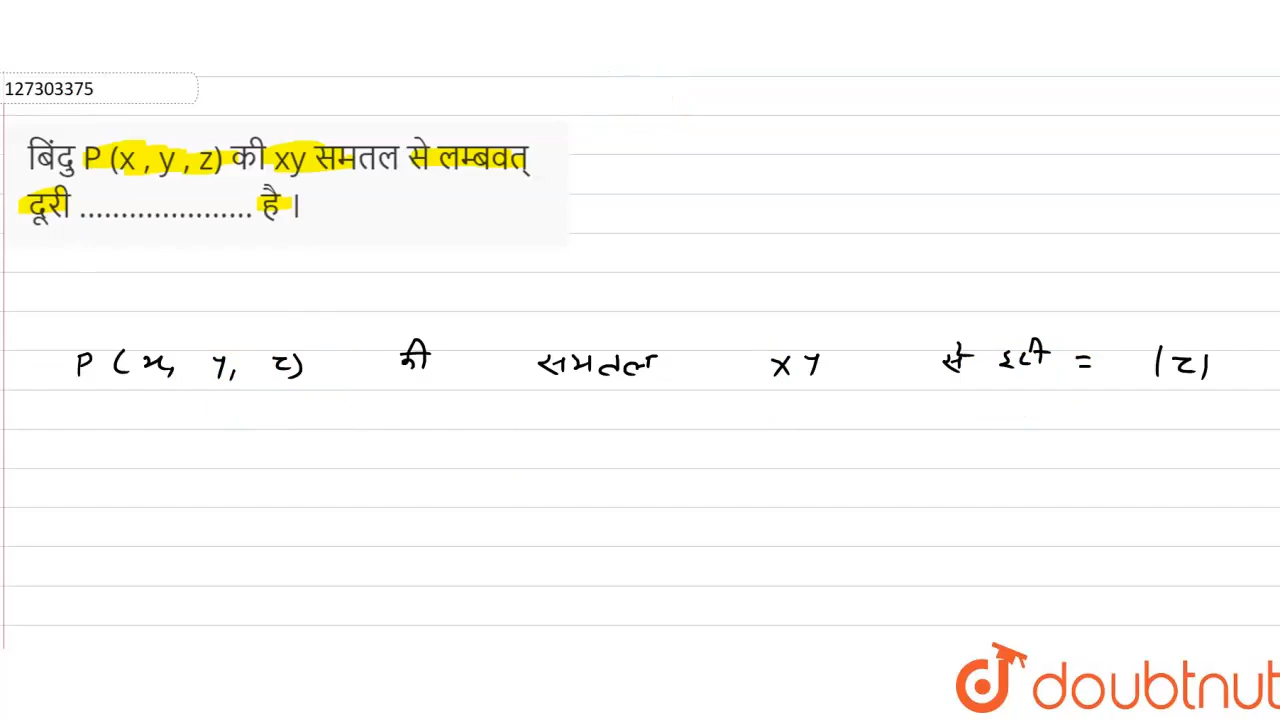 127303375
बिंदु P (x , y , z) की xy समतल से लम्बवत्
दूरी ..................... है ।
P (x, y, z) की समतल xy से दूरी = |z|
doubtnut